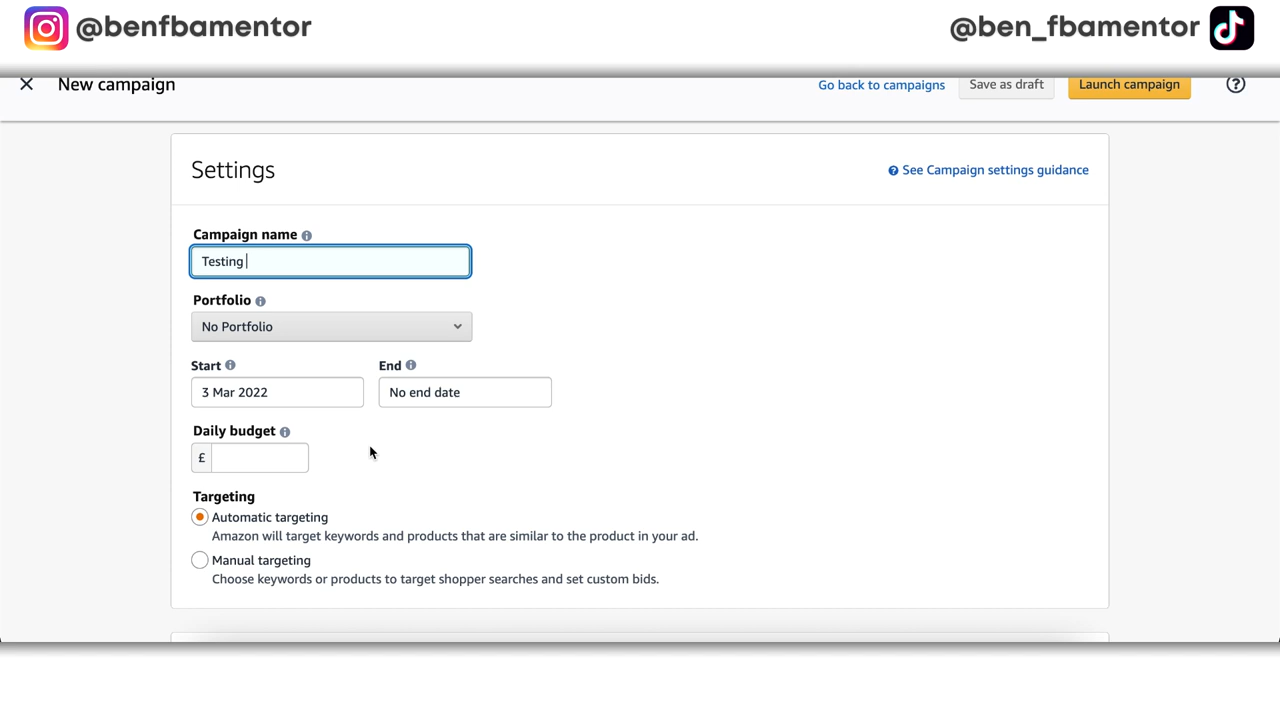 @benfbamentor
@ben_fbamentor
New campaign
Go back to campaigns
Save as draft
Launch campaign
Settings
See Campaign settings guidance
Campaign name
Testing
Portfolio
No Portfolio
Start
End
3 Mar 2022
No end date
Daily budget
£
Targeting
Automatic targeting
Amazon will target keywords and products that are similar to the product in your ad.
Manual targeting
Choose keywords or products to target shopper searches and set custom bids.